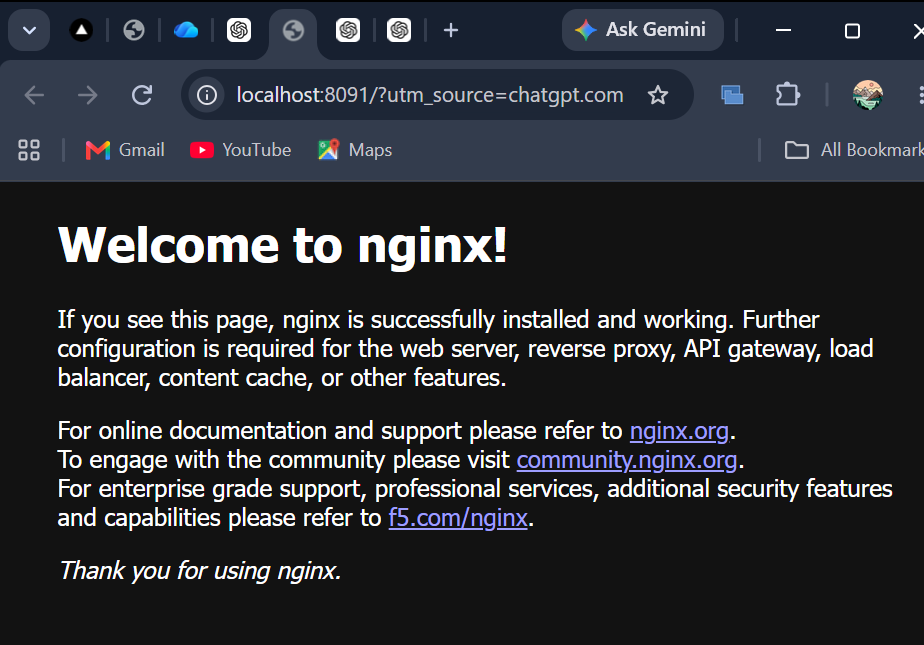 Ask Gemini
localhost:8091/?utm_source=chatgpt.com
Gmail
YouTube
Maps
All Bookmark
Welcome to nginx!
If you see this page, nginx is successfully installed and working. Further
configuration is required for the web server, reverse proxy, API gateway, load
balancer, content cache, or other features.
For online documentation and support please refer to nginx.org.
To engage with the community please visit community.nginx.org.
For enterprise grade support, professional services, additional security features
and capabilities please refer to f5.com/nginx.
Thank you for using nginx.